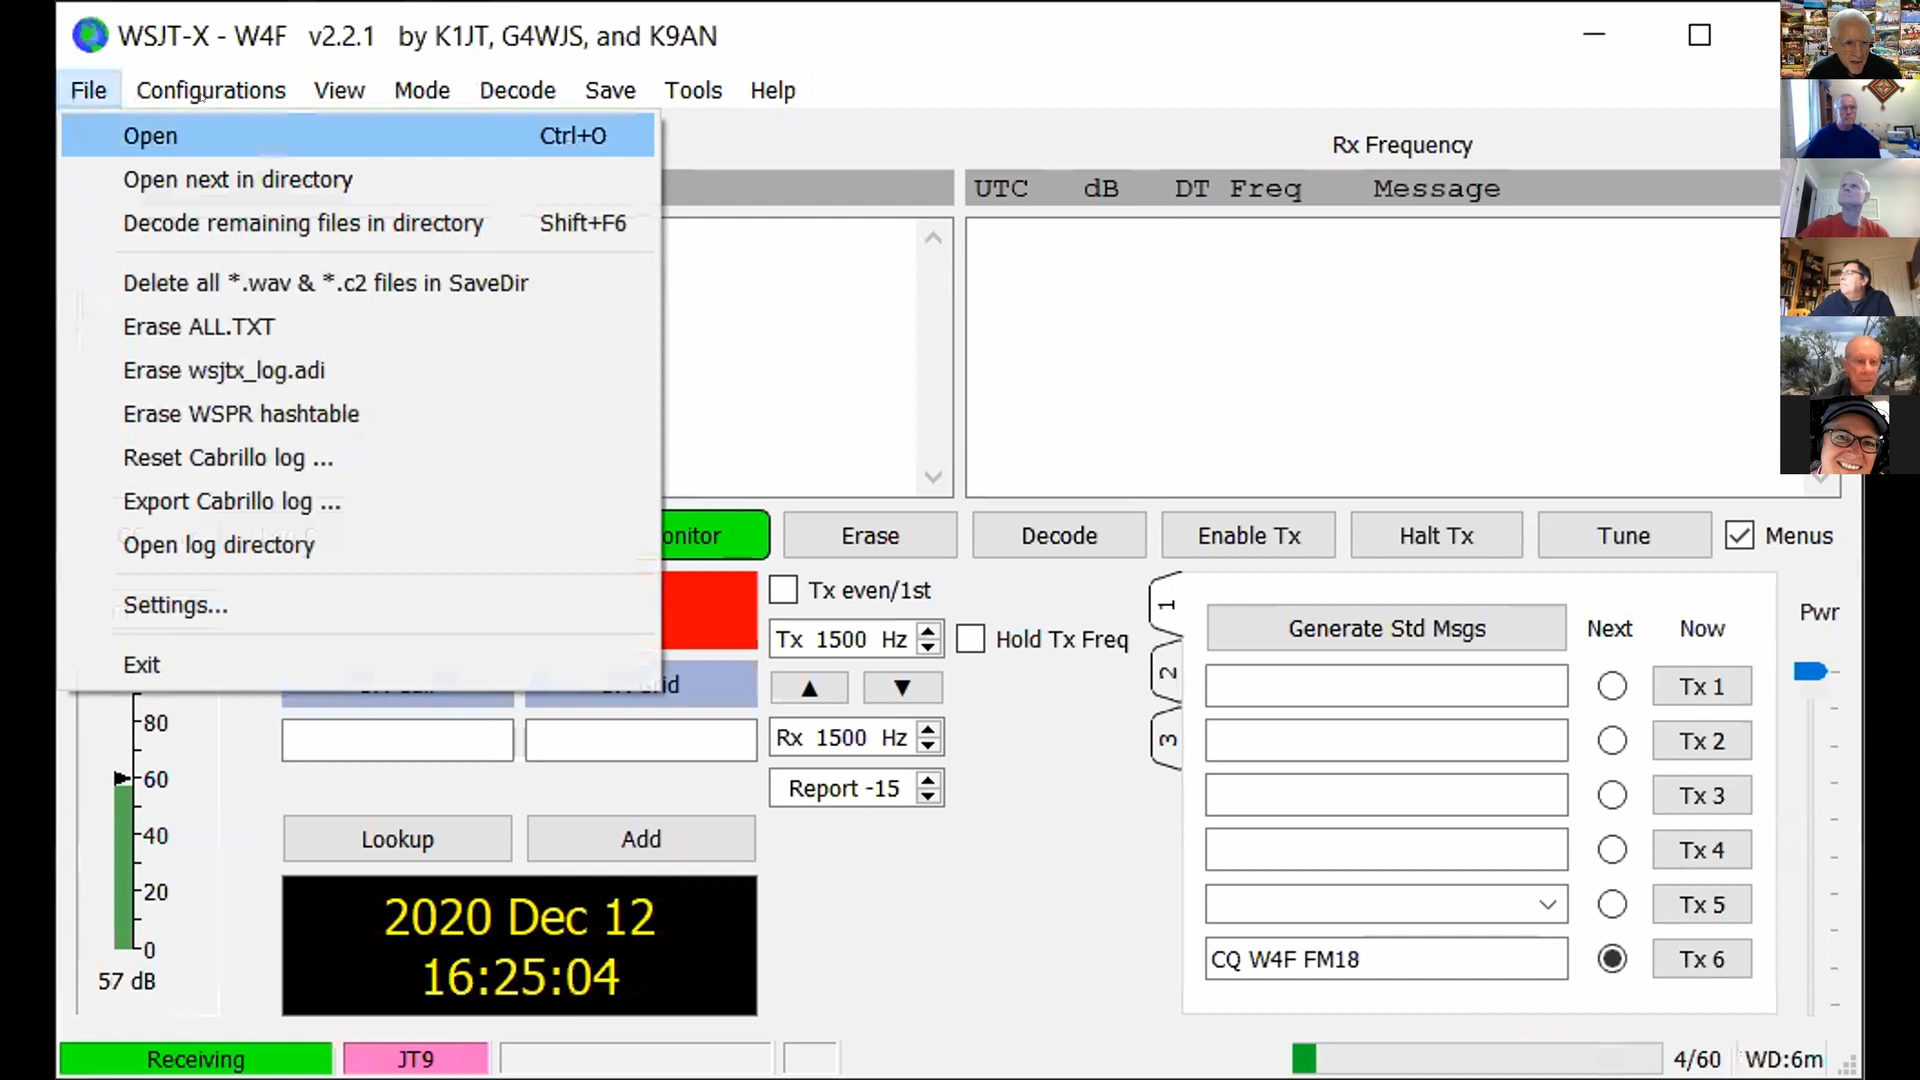 WSJT-X - W4F v2.2.1 by K1JT, G4WJS, and K9AN
File Configurations View Mode Decode Save Tools Help
Open Ctrl+O
Open next in directory
Decode remaining files in directory Shift+F6
Delete all *.wav & *.c2 files in SaveDir
Erase ALL.TXT
Erase wsjtx_log.adi
Erase WSPR hashtable
Reset Cabrillo log ...
Export Cabrillo log ...
Open log directory
Settings...
Exit
Rx Frequency
UTC dB DT Freq Message
onitor Erase Decode Enable Tx Halt Tx Tune Menus
Tx even/1st
Tx 1500 Hz Hold Tx Freq
▲ ▼
Rx 1500 Hz
Report -15
1
2
3
Generate Std Msgs Next Now Pwr
Tx 1
Tx 2
Tx 3
Tx 4
Tx 5
CQ W4F FM18 Tx 6
80
60
40
20
0
57 dB
Lookup Add
2020 Dec 12
16:25:04
Receiving JT9 4/60 WD:6m